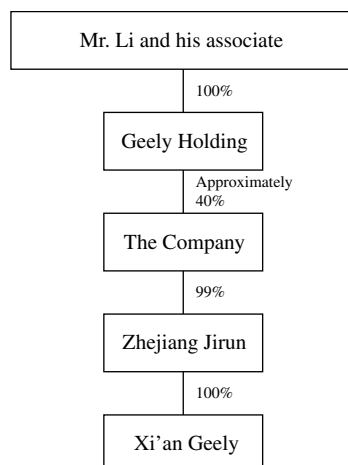 Mr. Li and his associate
100%
Geely Holding
Approximately
40%
The Company
99%
Zhejiang Jirun
100%
Xi’an Geely